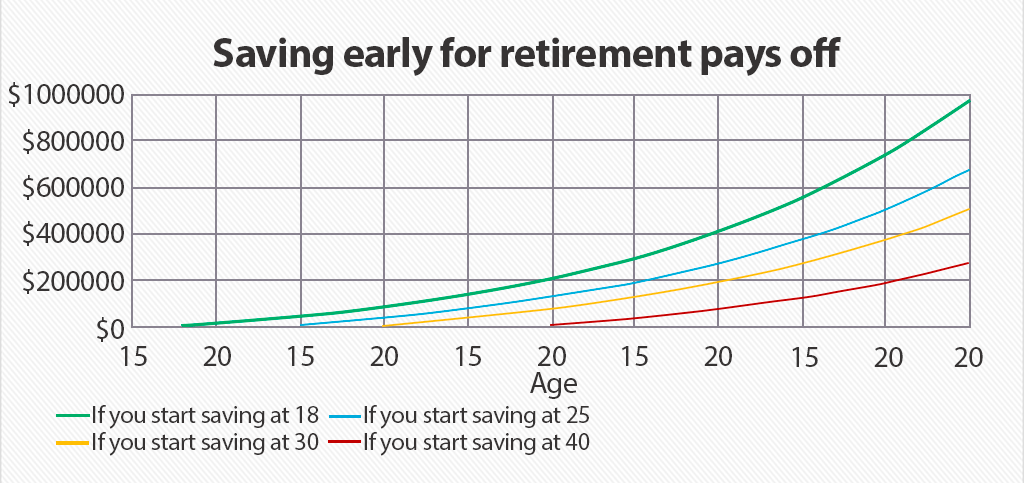 Saving early for retirement pays off
$1000000
$800000
$600000
$400000
$200000
$0
15 20 15 20 15 20 15 20 15 20 20
Age
If you start saving at 18 If you start saving at 25
If you start saving at 30 If you start saving at 40